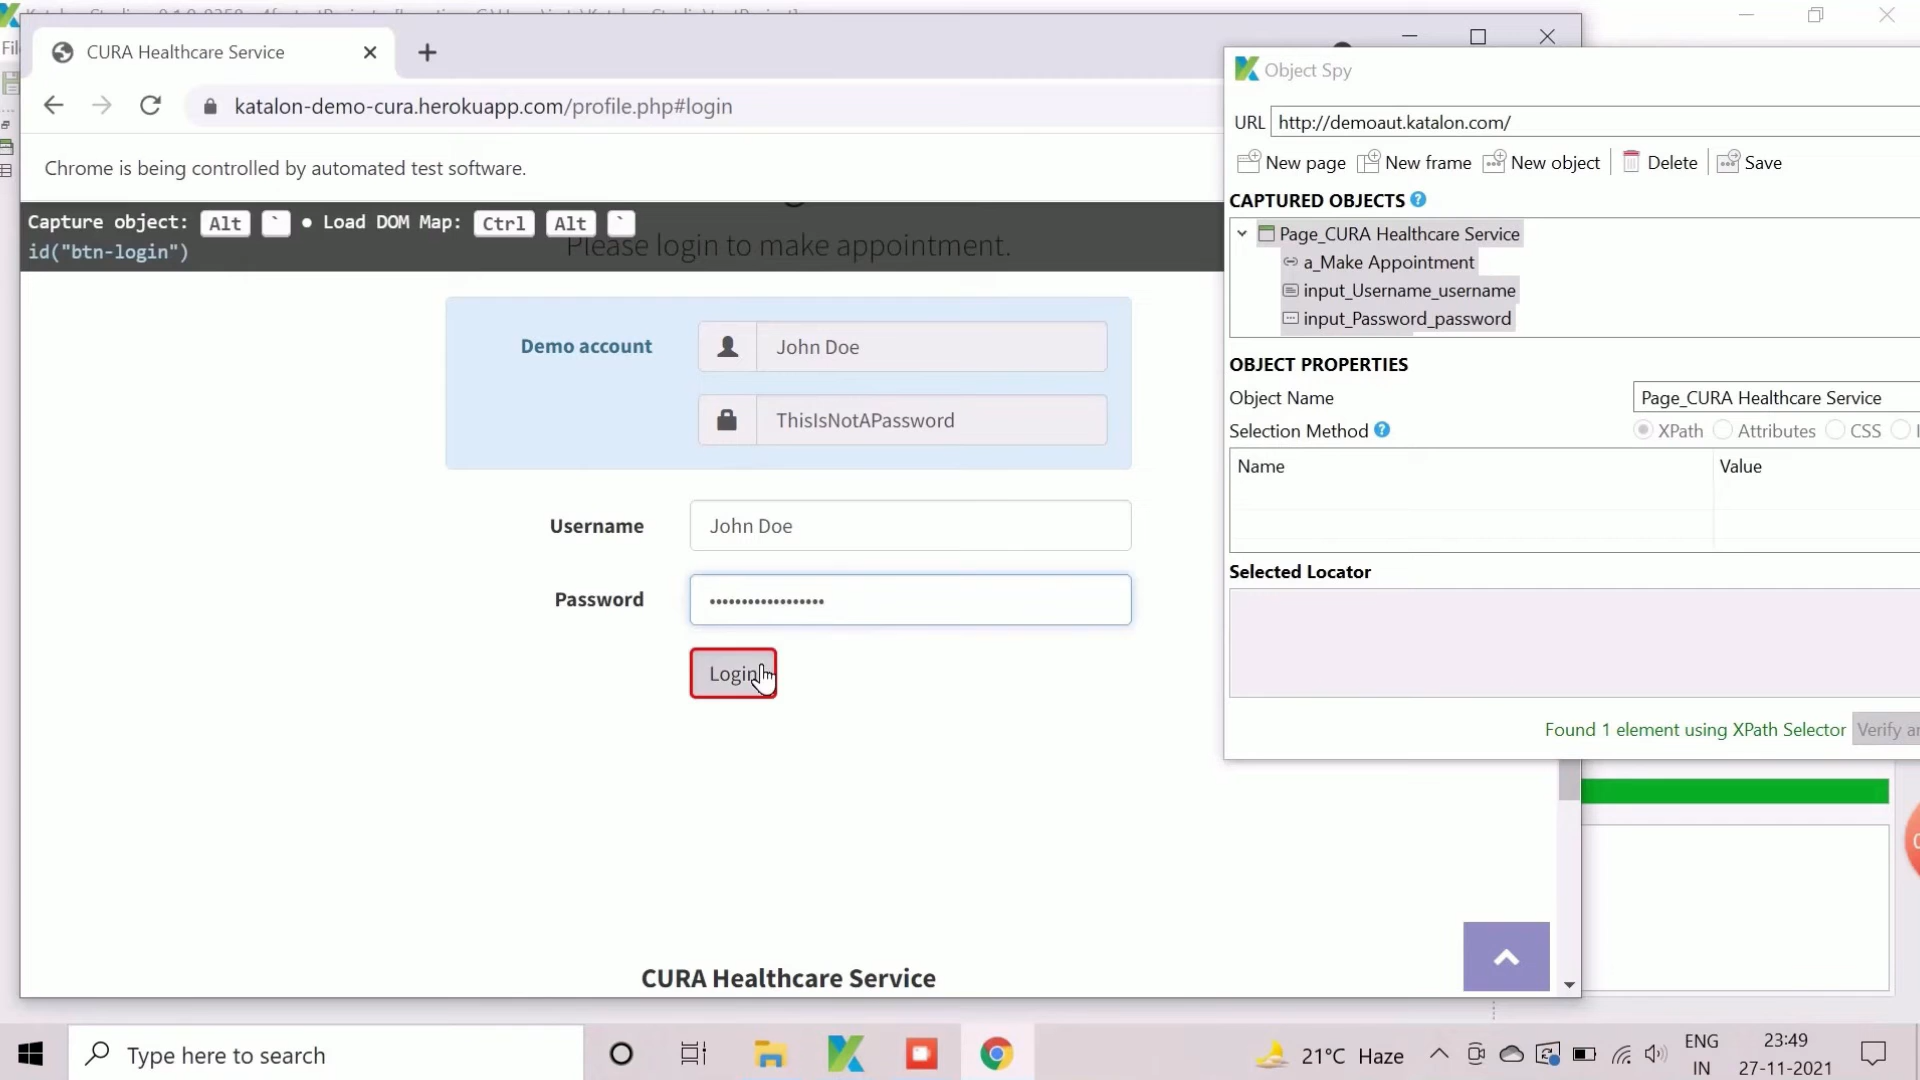 CURA Healthcare Service
katalon-demo-cura.herokuapp.com/profile.php#login
Chrome is being controlled by automated test software.
Capture object: Alt ` • Load DOM Map: Ctrl Alt `
id("btn-login")
Please login to make appointment.
Demo account
John Doe
ThisIsNotAPassword
Username
John Doe
Password
••••••••••••••••••
Login
CURA Healthcare Service
Object Spy
URL http://demoaut.katalon.com/
New page New frame New object Delete Save
CAPTURED OBJECTS
Page_CURA Healthcare Service
a_Make Appointment
input_Username_username
input_Password_password
OBJECT PROPERTIES
Object Name Page_CURA Healthcare Service
Selection Method XPath Attributes CSS
Name Value
Selected Locator
Found 1 element using XPath Selector
Verify
Type here to search
21°C Haze
ENG
IN
23:49
27-11-2021